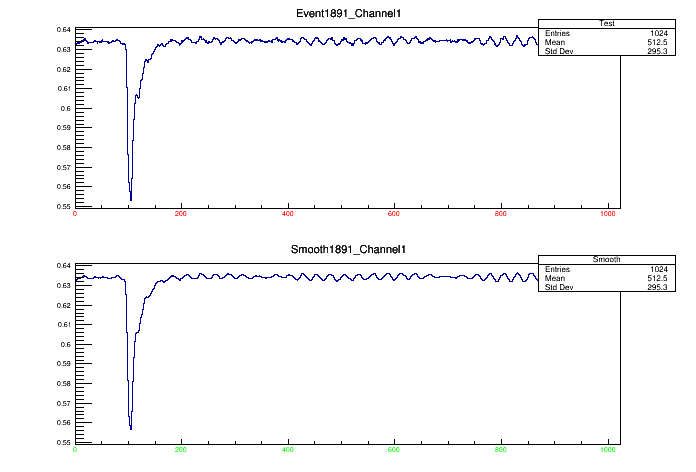 Event1891_Channel1
Test
Entries 1024
Mean 512.5
Std Dev 295.3
0.64
0.63
0.62
0.61
0.6
0.59
0.58
0.57
0.56
0.55
0 200 400 600 800 1000
Smooth1891_Channel1
Smooth
Entries 1024
Mean 512.5
Std Dev 295.3
0.64
0.63
0.62
0.61
0.6
0.59
0.58
0.57
0.56
0.55
0 200 400 600 800 1000